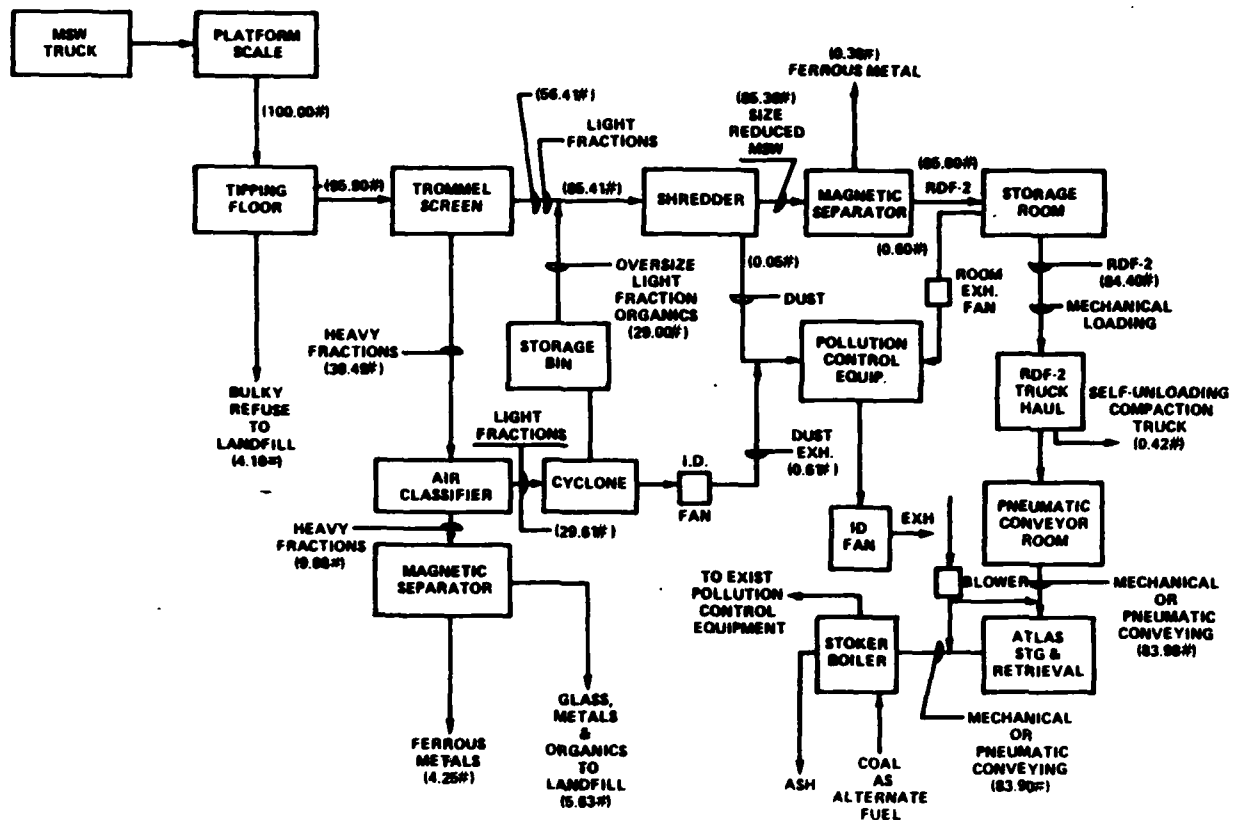 MSW
TRUCK
PLATFORM
SCALE
(100.00#)
TIPPING
FLOOR
(95.80#)
BULKY
REFUSE
TO
LANDFILL
(4.18#)
TROMMEL
SCREEN
(56.41#)
LIGHT
FRACTIONS
(85.41#)
HEAVY
FRACTIONS
OVERSIZE
LIGHT
FRACTION
ORGANICS
(29.00#)
STORAGE
BIN
LIGHT
FRACTIONS
AIR
CLASSIFIER
CYCLONE
(29.61#)
I.D.
FAN
DUST
EXH.
(0.61#)
HEAVY
FRACTIONS
MAGNETIC
SEPARATOR
FERROUS
METALS
(4.25#)
GLASS,
METALS
&
ORGANICS
TO
LANDFILL
(5.63#)
SHREDDER
(0.05#)
DUST
(85.36#)
SIZE
REDUCED
MSW
(0.36#)
FERROUS METAL
MAGNETIC
SEPARATOR
RDF-2
(0.60#)
STORAGE
ROOM
ROOM
EXH.
FAN
POLLUTION
CONTROL
EQUIP.
ID
FAN
EXH
RDF-2
(84.40#)
MECHANICAL
LOADING
RDF-2
TRUCK
HAUL
SELF-UNLOADING
COMPACTION
TRUCK
(0.42#)
PNEUMATIC
CONVEYOR
ROOM
BLOWER
MECHANICAL
OR
PNEUMATIC
CONVEYING
(83.98#)
ATLAS
STG &
RETRIEVAL
TO EXIST
POLLUTION
CONTROL
EQUIPMENT
STOKER
BOILER
ASH
COAL
AS
ALTERNATE
FUEL
MECHANICAL
OR
PNEUMATIC
CONVEYING
(83.90#)